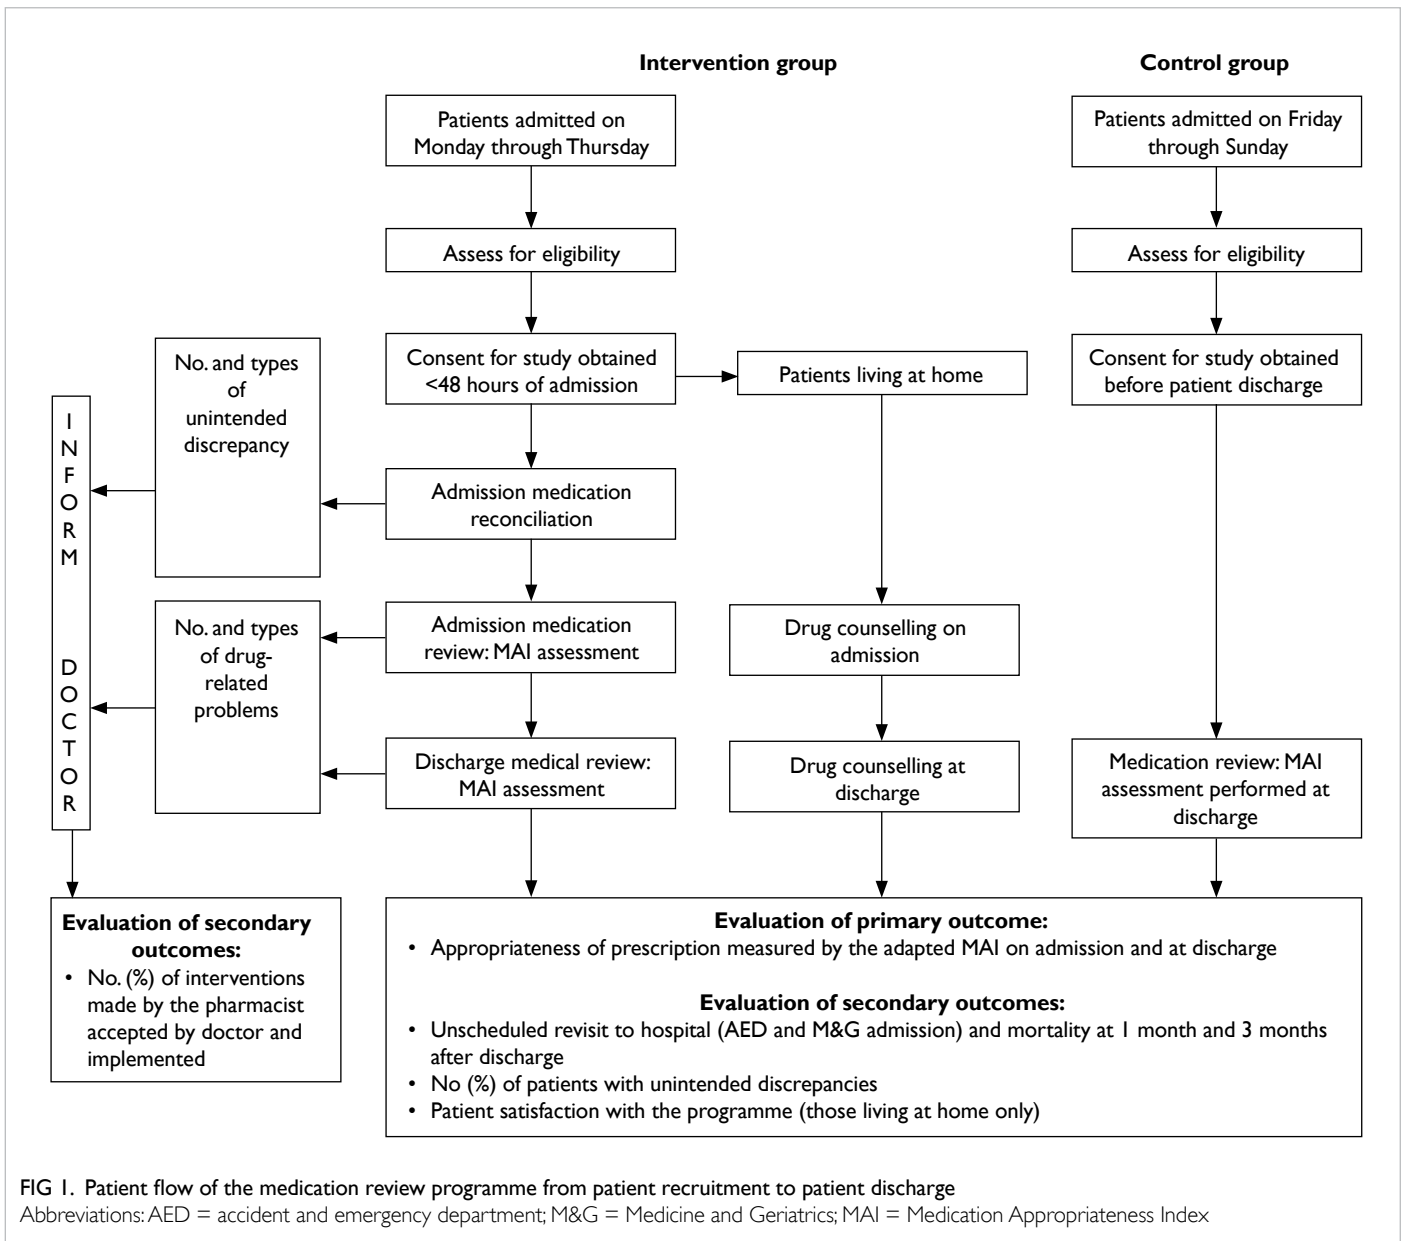 Intervention group
Control group
Patients admitted on
Monday through Thursday
Patients admitted on Friday
through Sunday
Assess for eligibility
Assess for eligibility
Consent for study obtained
<48 hours of admission
Patients living at home
Consent for study obtained
before patient discharge
No. and types
of
unintended
discrepancy
INFORM
DOCTOR
Admission medication
reconciliation
Admission medication
review: MAI assessment
No. and types
of drug-
related
problems
Drug counselling on
admission
Discharge medical review:
MAI assessment
Drug counselling at
discharge
Medication review: MAI
assessment performed at
discharge
Evaluation of secondary
outcomes:
• No. (%) of interventions
made by the pharmacist
accepted by doctor and
implemented
Evaluation of primary outcome:
• Appropriateness of prescription measured by the adapted MAI on admission and at discharge
Evaluation of secondary outcomes:
• Unscheduled revisit to hospital (AED and M&G admission) and mortality at 1 month and 3 months
after discharge
• No (%) of patients with unintended discrepancies
• Patient satisfaction with the programme (those living at home only)
FIG 1. Patient flow of the medication review programme from patient recruitment to patient discharge
Abbreviations: AED = accident and emergency department; M&G = Medicine and Geriatrics; MAI = Medication Appropriateness Index